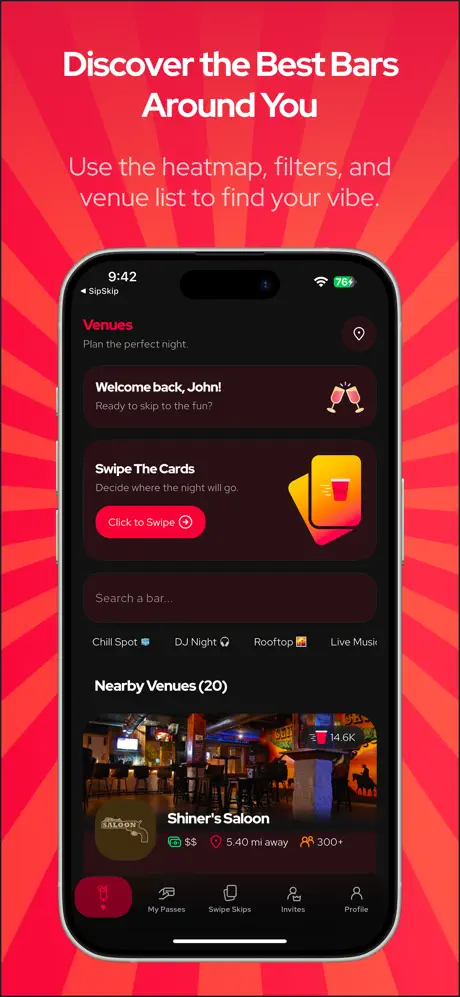 Discover the Best Bars
Around You
Use the heatmap, filters, and
venue list to find your vibe.
9:42
76
◀ SipSkip
Venues
Plan the perfect night.
Welcome back, John!
Ready to skip to the fun?
Swipe The Cards
Decide where the night will go.
Click to Swipe
Search a bar...
Chill Spot DJ Night Rooftop Live Music
Nearby Venues (20)
14.6K
SALOON
Shiner's Saloon
$$ 5.40 mi away 300+
My Passes Swipe Skips Invites Profile